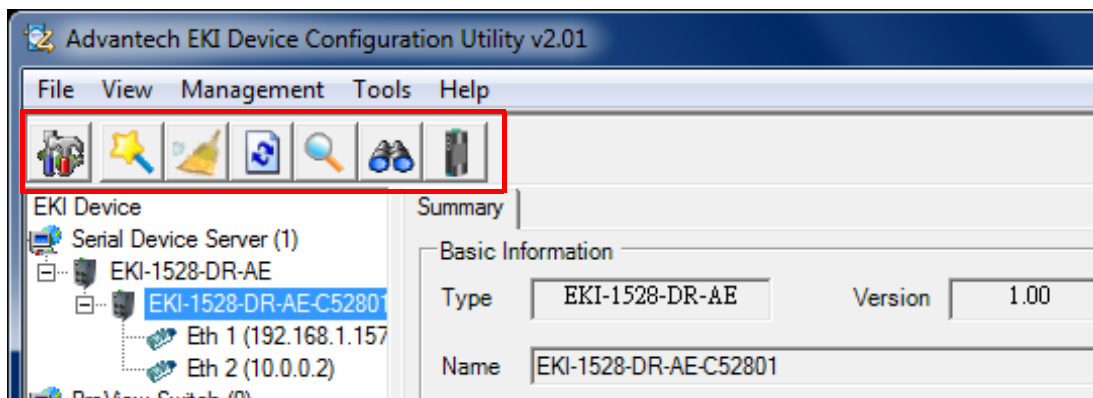 Advantech EKI Device Configuration Utility v2.01
File View Management Tools Help
EKI Device
Serial Device Server (1)
EKI-1528-DR-AE
EKI-1528-DR-AE-C52801
Eth 1 (192.168.1.157
Eth 2 (10.0.0.2)
Summary
Basic Information
Type EKI-1528-DR-AE Version 1.00
Name EKI-1528-DR-AE-C52801